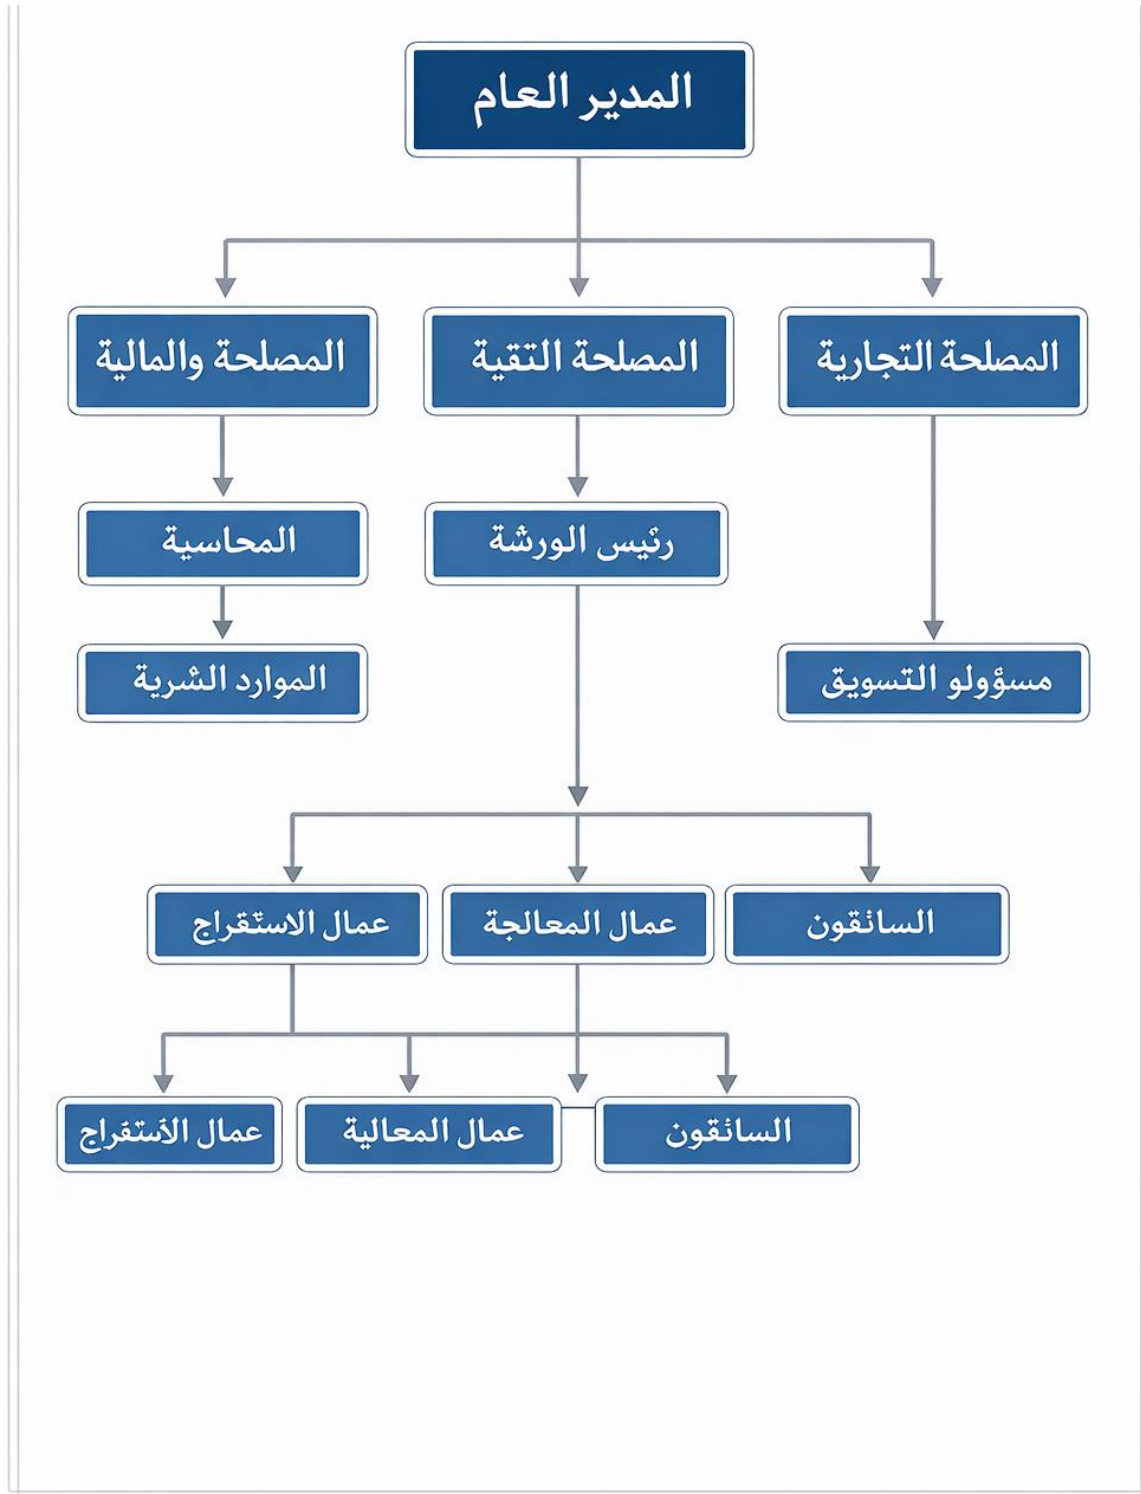 المدير العام
المصلحة التجارية
المصلحة التقية
المصلحة والمالية
رئيس الورشة
المحاسية
مسؤولو التسويق
الموارد الشرية
السائقون
عمال المعالجة
عمال الاستقراج
السائقون
عمال المعالية
عمال الأستفراج